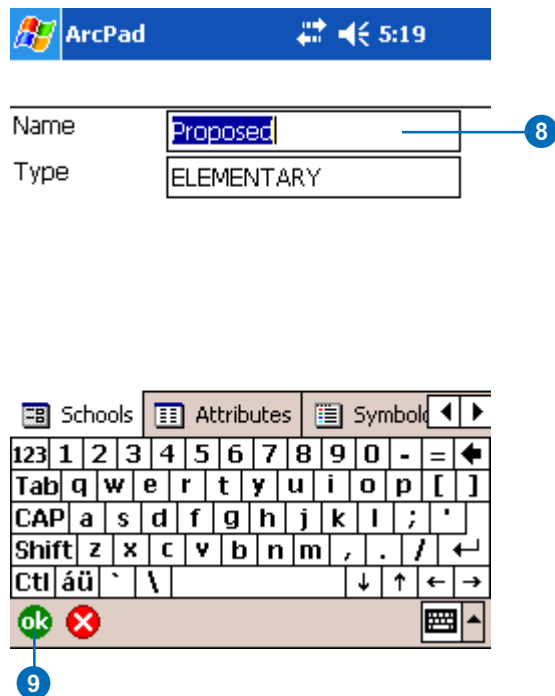 ArcPad 5:19
Name Proposed 8
Type ELEMENTARY
Schools Attributes Symbolo
123 1 2 3 4 5 6 7 8 9 0 - =
Tab q w e r t y u i o p [ ]
CAP a s d f g h j k l ; '
Shift z x c v b n m , . /
Ctl áü ` \
ok
9